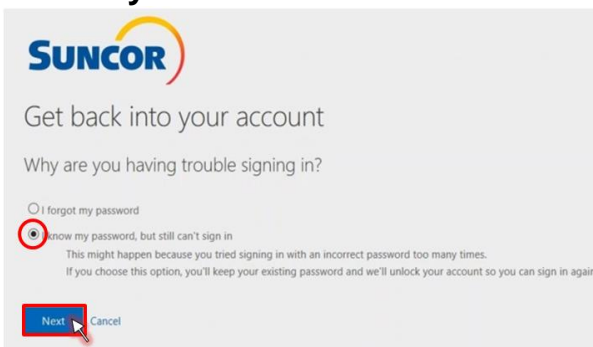 SUNCOR
Get back into your account
Why are you having trouble signing in?
I forgot my password
I know my password, but still can't sign in
This might happen because you tried signing in with an incorrect password too many times.
If you choose this option, you'll keep your existing password and we'll unlock your account so you can sign in again
Next Cancel